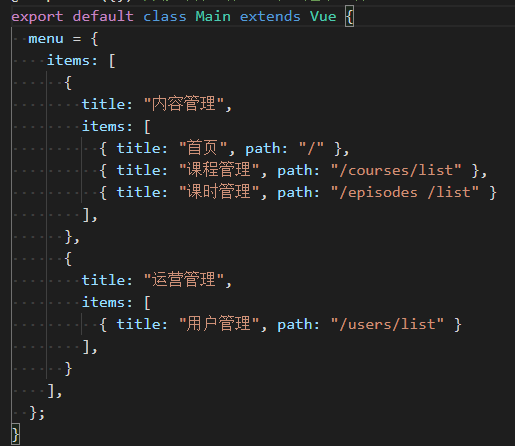 export default class Main extends Vue {
menu = {
items: [
{
title: "内容管理",
items: [
{ title: "首页", path: "/" },
{ title: "课程管理", path: "/courses/list" },
{ title: "课时管理", path: "/episodes /list" }
],
},
{
title: "运营管理",
items: [
{ title: "用户管理", path: "/users/list" }
],
}
],
};
}